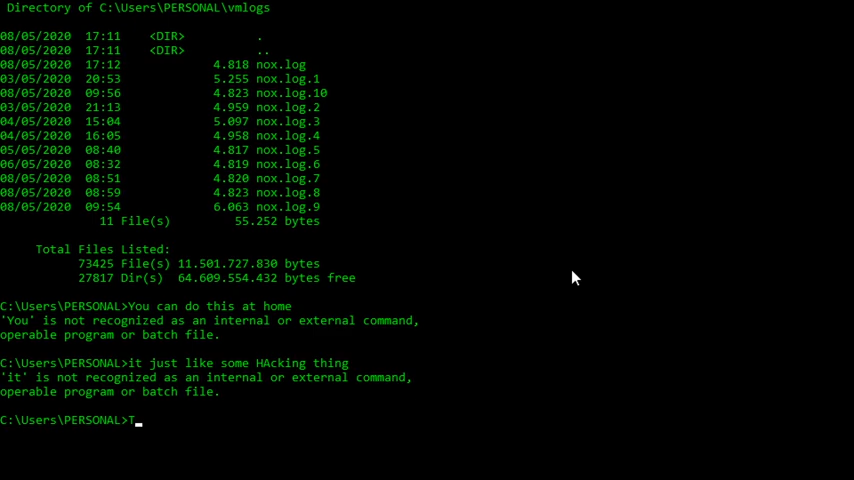 Directory of C:\Users\PERSONAL\vmlogs
08/05/2020  17:11    <DIR>          .
08/05/2020  17:11    <DIR>          ..
08/05/2020  17:12             4.818 nox.log
03/05/2020  20:53             5.255 nox.log.1
08/05/2020  09:56             4.823 nox.log.10
03/05/2020  21:13             4.959 nox.log.2
04/05/2020  15:04             5.097 nox.log.3
04/05/2020  16:05             4.958 nox.log.4
05/05/2020  08:40             4.817 nox.log.5
06/05/2020  08:32             4.819 nox.log.6
08/05/2020  08:51             4.820 nox.log.7
08/05/2020  08:59             4.823 nox.log.8
08/05/2020  09:54             6.063 nox.log.9
11 File(s)         55.252 bytes
Total Files Listed:
73425 File(s) 11.501.727.830 bytes
27817 Dir(s)  64.609.554.432 bytes free
C:\Users\PERSONAL>You can do this at home
'You' is not recognized as an internal or external command,
operable program or batch file.
C:\Users\PERSONAL>it just like some HAcking thing
'it' is not recognized as an internal or external command,
operable program or batch file.
C:\Users\PERSONAL>T